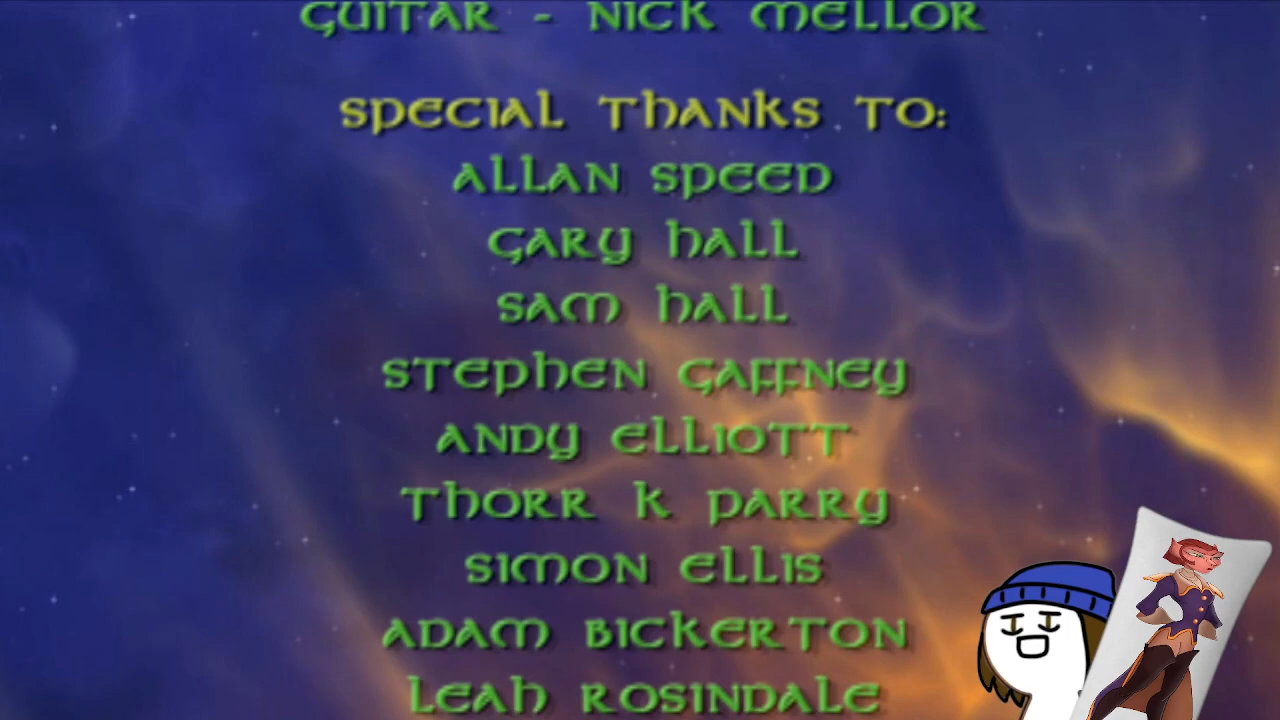 GUITAR - NICK MELLOR
SPECIAL THANKS TO:
ALLAN SPEED
GARY HALL
SAM HALL
STEPHEN GAFFNEY
ANDY ELLIOTT
THORR K PARRY
SIMON ELLIS
ADAM BICKERTON
LEAH ROSINDALE